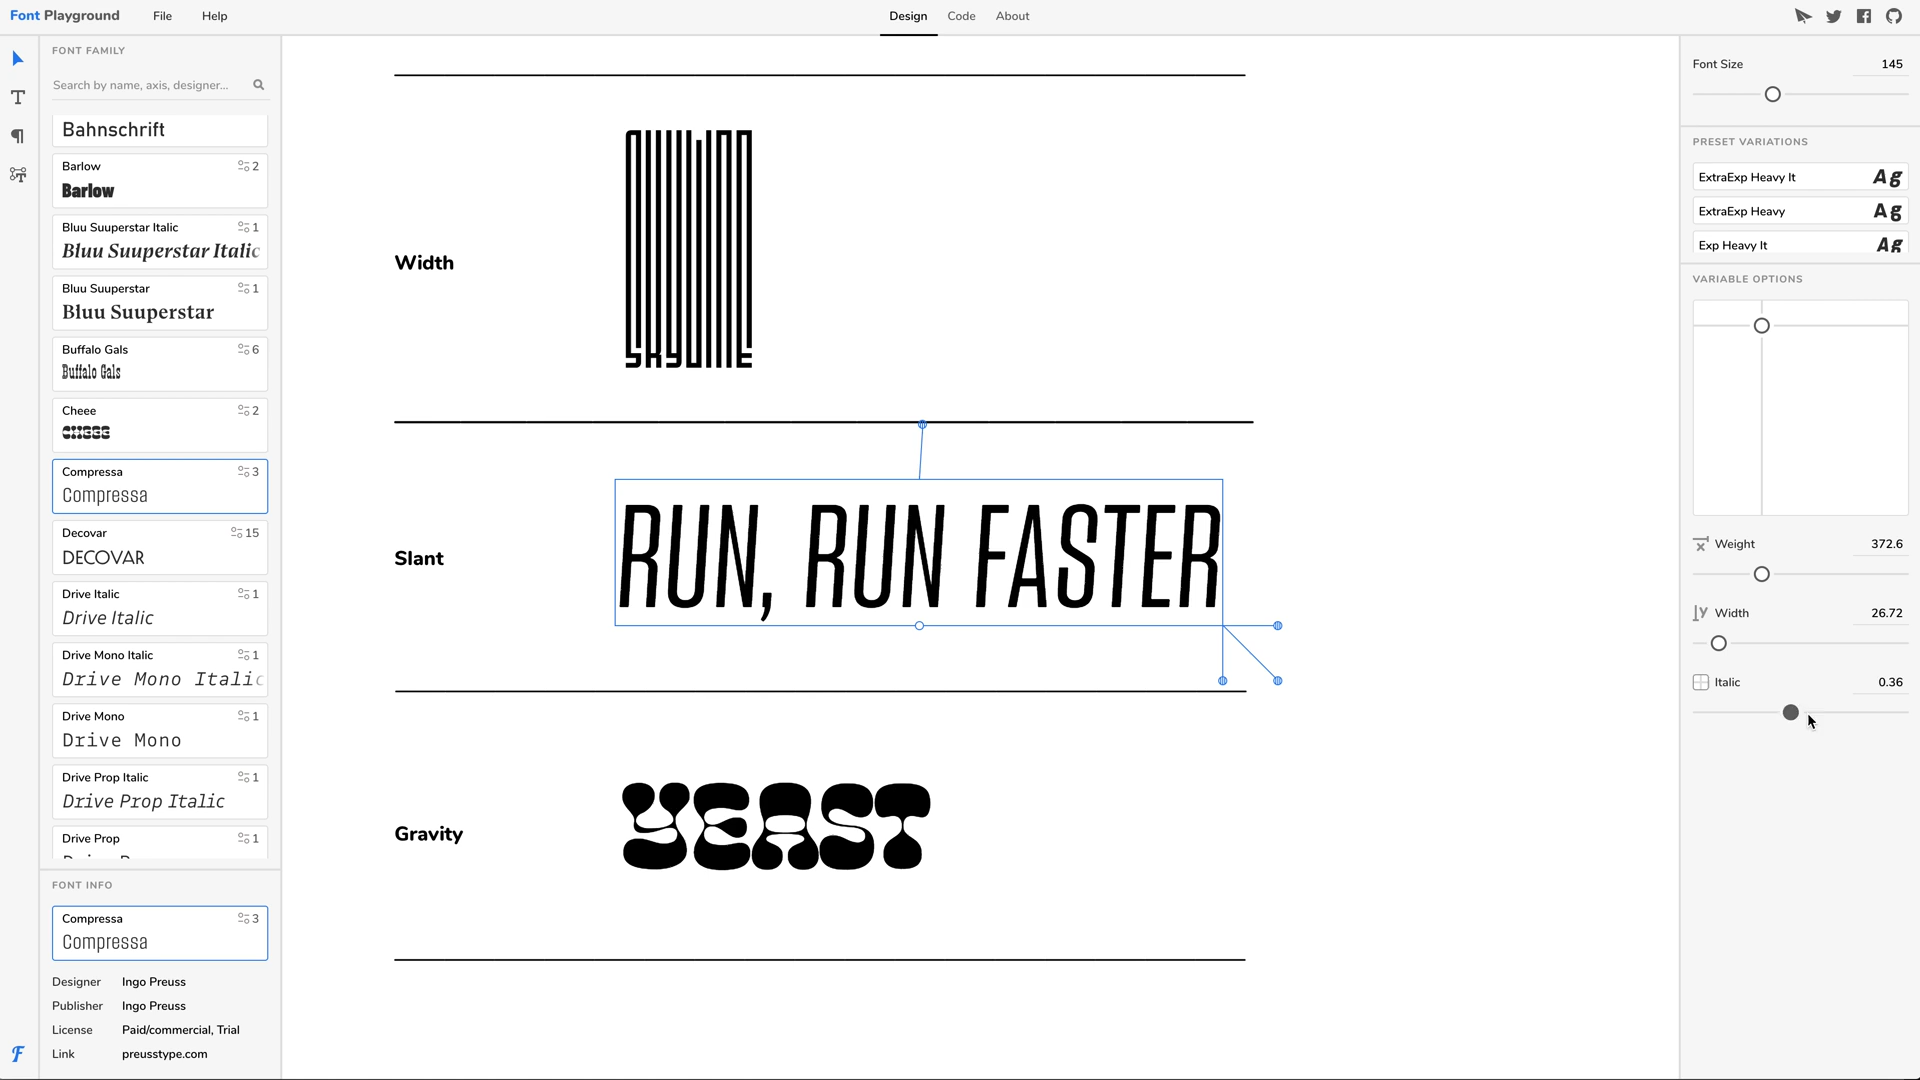 Font Playground
File
Help
Design
Code
About
FONT FAMILY
Search by name, axis, designer...
Bahnschrift
Barlow 2
Barlow
Bluu Suuperstar Italic 1
Bluu Suuperstar Italic
Bluu Suuperstar 1
Bluu Suuperstar
Buffalo Gals 6
Buffalo Gals
Cheee 2
CHEEE
Compressa 3
Compressa
Decovar 15
DECOVAR
Drive Italic 1
Drive Italic
Drive Mono Italic 1
Drive Mono Italic
Drive Mono 1
Drive Mono
Drive Prop Italic 1
Drive Prop Italic
Drive Prop 1
FONT INFO
Compressa 3
Compressa
Designer Ingo Preuss
Publisher Ingo Preuss
License Paid/commercial, Trial
Link preusstype.com
F
Width
SKYLINE
Slant
RUN, RUN FASTER
Gravity
YEAST
Font Size 145
PRESET VARIATIONS
ExtraExp Heavy It Ag
ExtraExp Heavy Ag
Exp Heavy It Ag
VARIABLE OPTIONS
x Weight 372.6
y Width 26.72
Italic 0.36